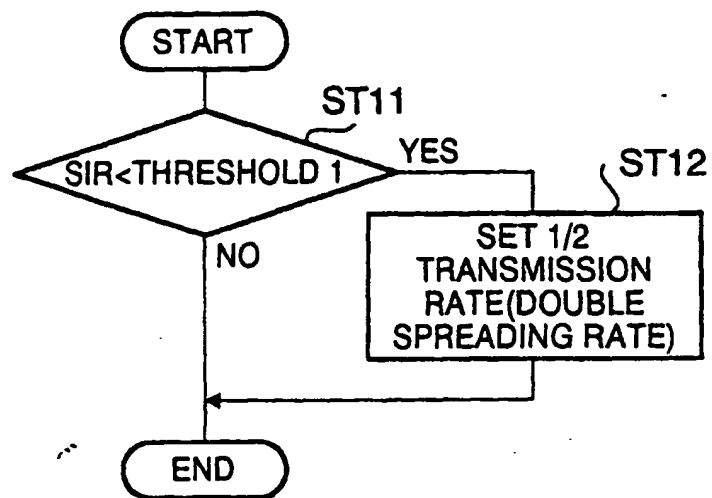 START
ST11
SIR<THRESHOLD 1
YES
ST12
NO
SET 1/2
TRANSMISSION
RATE(DOUBLE
SPREADING RATE)
END